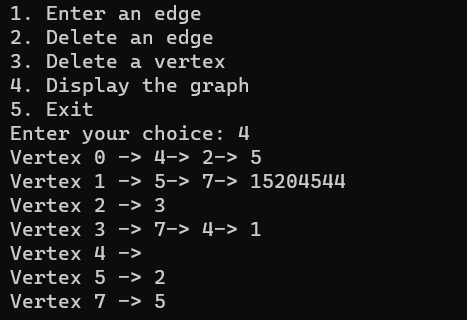 1. Enter an edge
2. Delete an edge
3. Delete a vertex
4. Display the graph
5. Exit
Enter your choice: 4
Vertex 0 -> 4-> 2-> 5
Vertex 1 -> 5-> 7-> 15204544
Vertex 2 -> 3
Vertex 3 -> 7-> 4-> 1
Vertex 4 ->
Vertex 5 -> 2
Vertex 7 -> 5